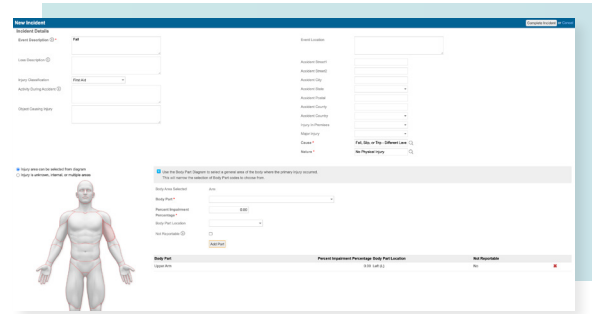 New Incident
Complete Incident or Cancel
Incident Details
Event Description * Fall
Event Location
Loss Description
Accident Street1
Accident Street2
Injury Classification First Aid
Accident City
Activity During Accident
Accident State
Accident Postal
Object Causing Injury
Accident County
Accident Country
Injury In Premises
Major Injury
Cause * Fall, Slip, or Trip - Different Leve
Nature * No Physical Injury
Injury area can be selected from diagram
Injury is unknown, internal, or multiple areas
Use the Body Part Diagram to select a general area of the body where the primary injury occurred.
This will narrow the selection of Body Part codes to choose from.
Body Area Selected Arm
Body Part *
Percent Impairment 0.00
Percentage *
Body Part Location
Not Reportable
Add Part
Body Part Percent Impairment Percentage Body Part Location Not Reportable
Upper Arm 0.00 Left (L) No